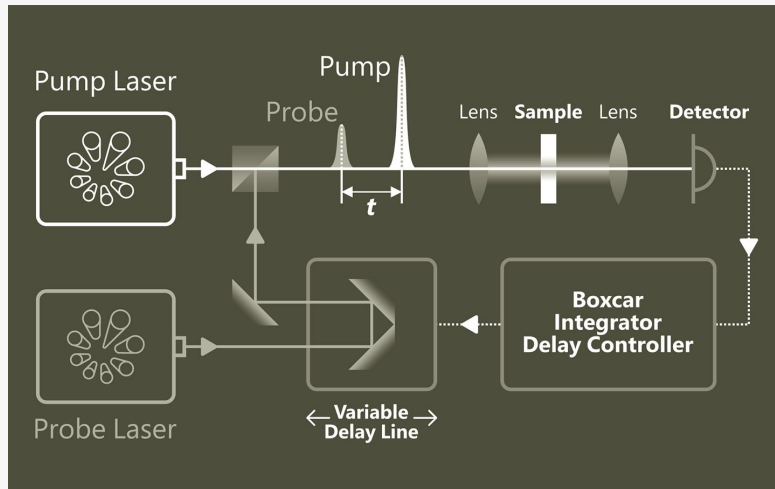 Pump Laser
Pump
Probe
Lens
Sample
Lens
Detector
t
Boxcar
Integrator
Delay Controller
Variable
Delay Line
Probe Laser